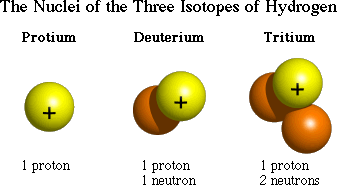 The Nuclei of the Three Isotopes of Hydrogen
Protium Deuterium Tritium
+ + +
1 proton 1 proton 1 proton
1 neutron 2 neutrons